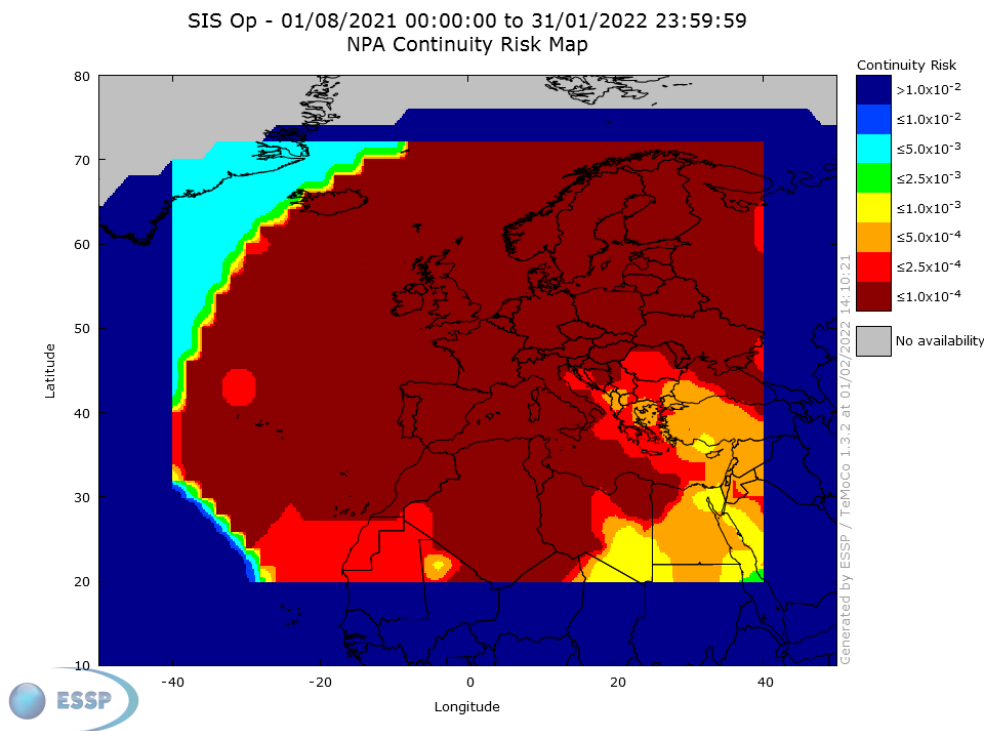 SIS Op - 01/08/2021 00:00:00 to 31/01/2022 23:59:59
NPA Continuity Risk Map
Continuity Risk
>1.0x10⁻²
≤1.0x10⁻²
≤5.0x10⁻³
≤2.5x10⁻³
≤1.0x10⁻³
≤5.0x10⁻⁴
≤2.5x10⁻⁴
≤1.0x10⁻⁴
No availability
Latitude
80
70
60
50
40
30
20
10
-40
-20
0
20
40
Longitude
Generated by ESSP / TeMoCo 1.3.2 at 01/02/2022 14:10:21
ESSP